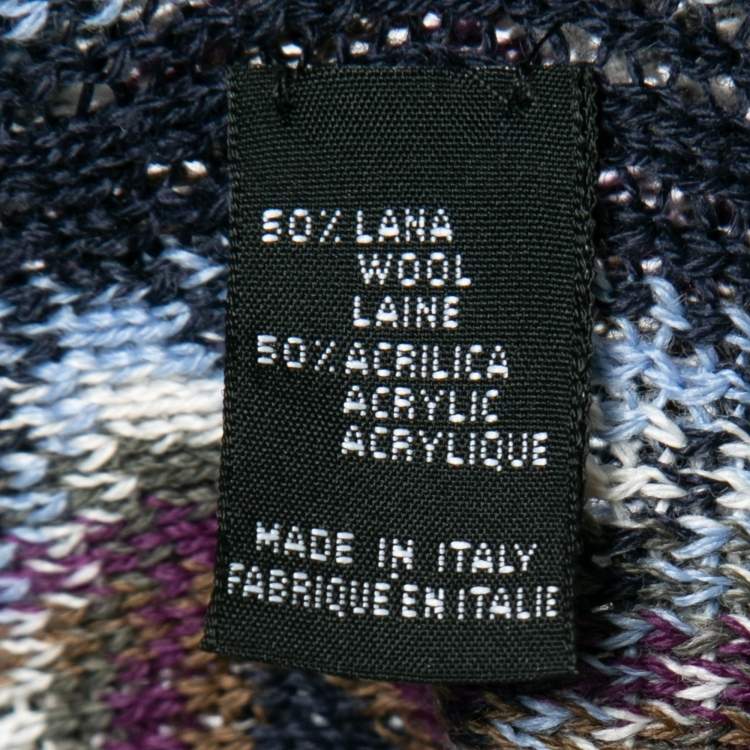 50% LANA
WOOL
LAINE
50% ACRILICA
ACRYLIC
ACRYLIQUE
MADE IN ITALY
FABRIQUE EN ITALIE